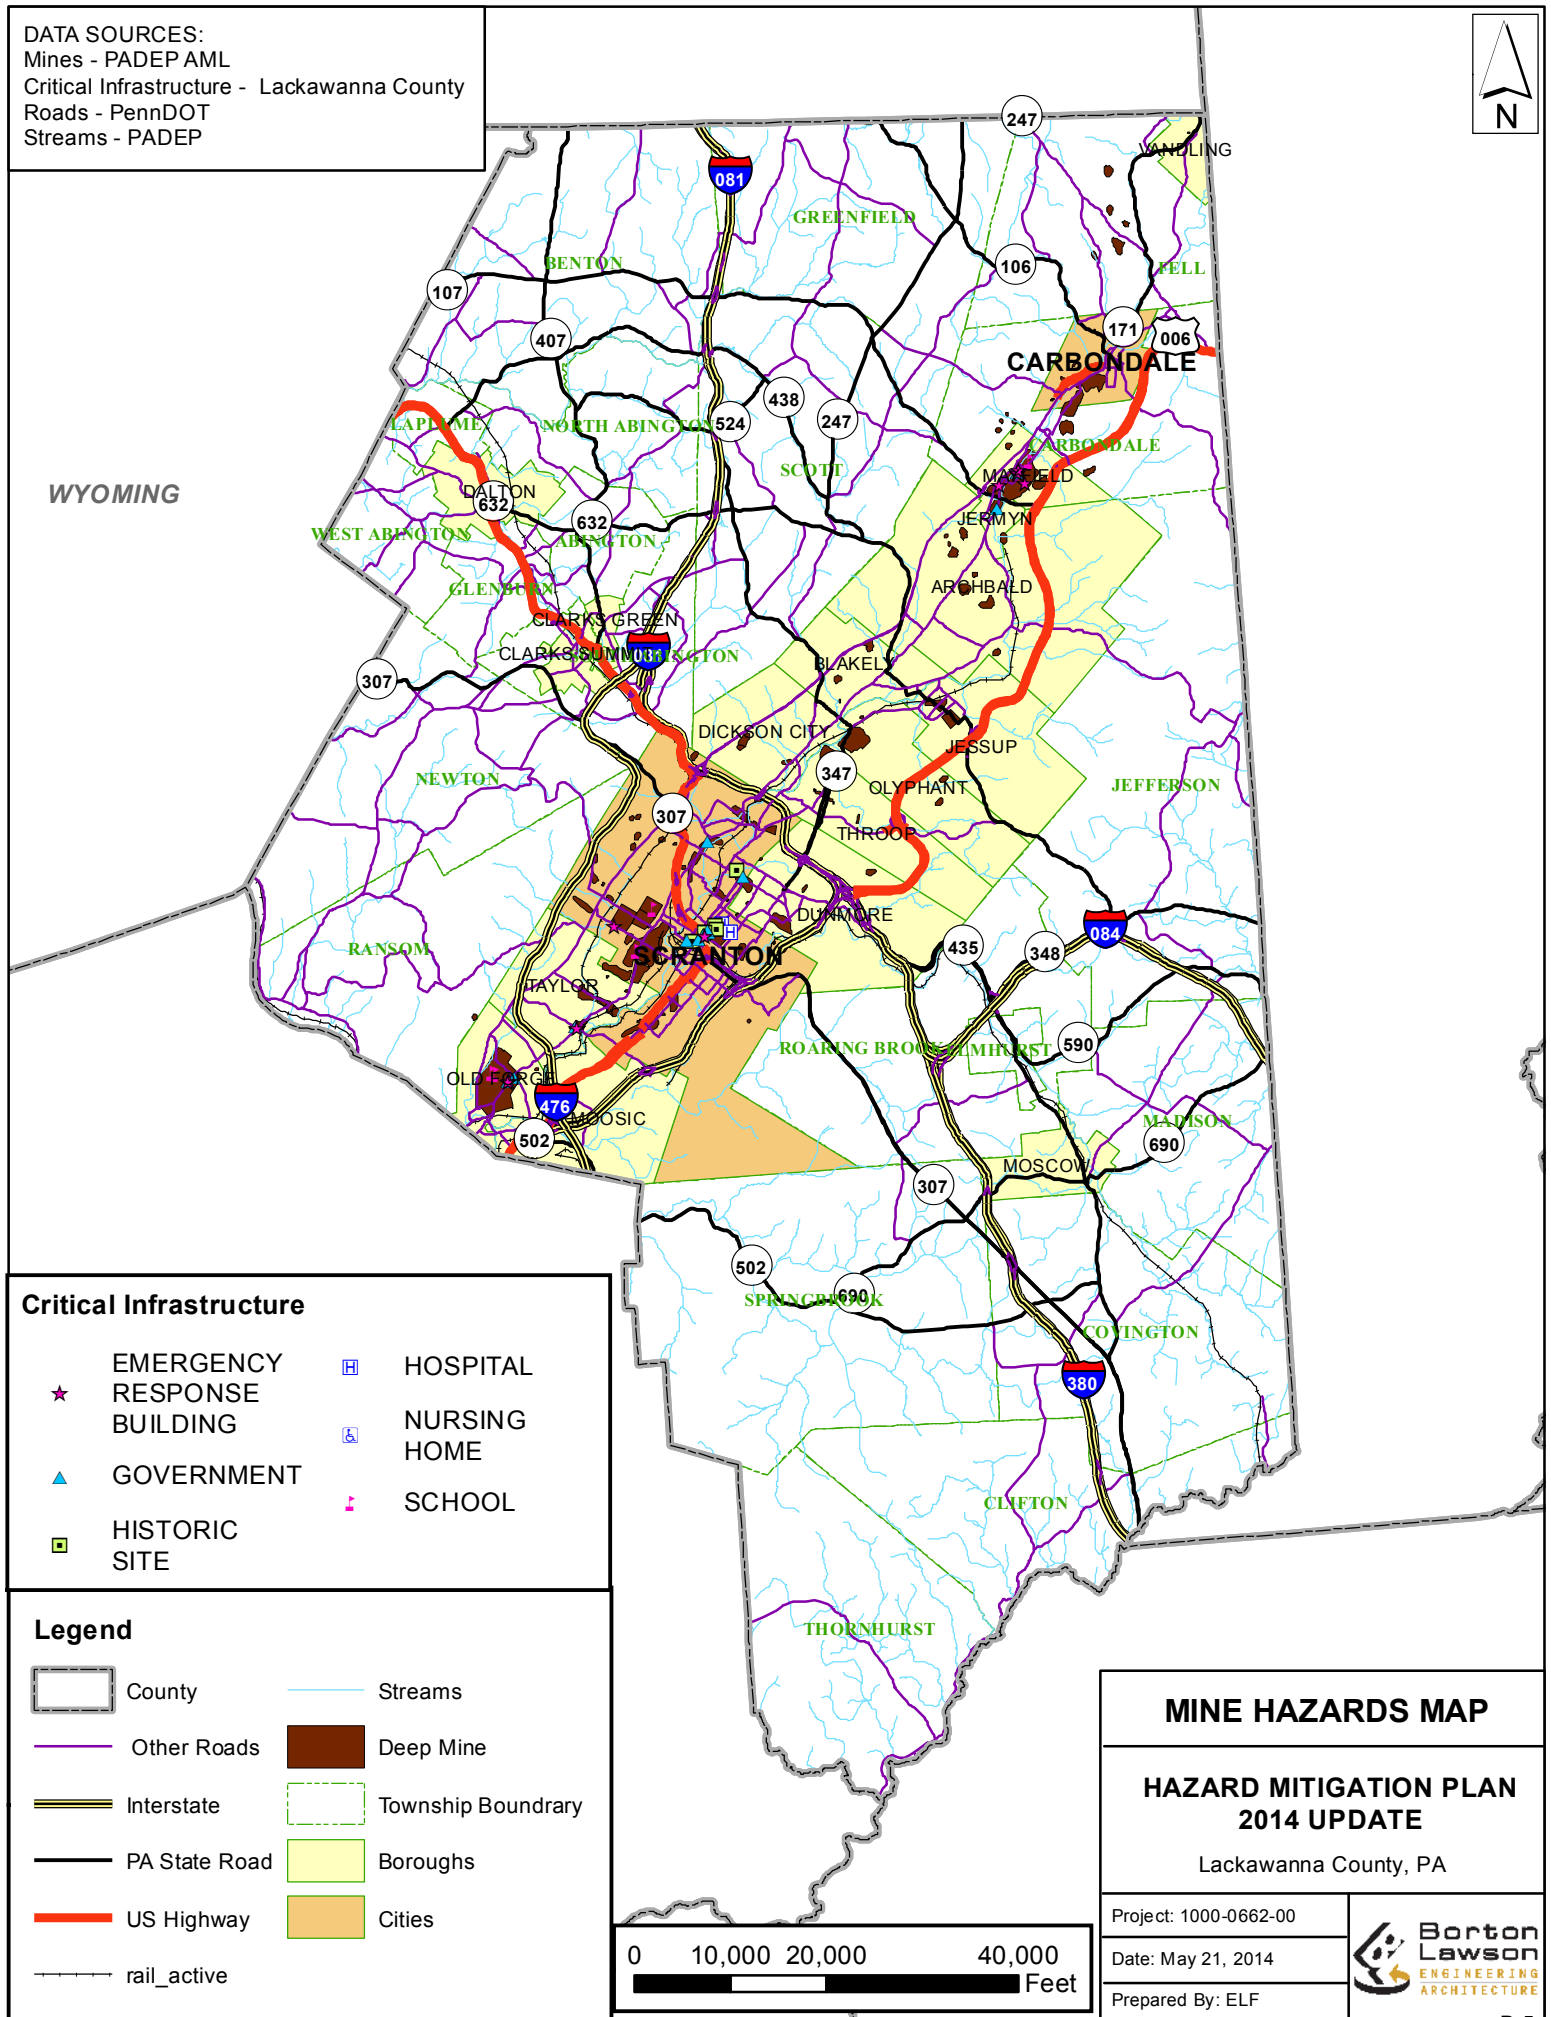 DATA SOURCES:
Mines - PADEP AML
Critical Infrastructure - Lackawanna County
Roads - PennDOT
Streams - PADEP
N
247
VANDLING
081
GREENFIELD
BENTON
106
FELL
107
171
006
407
CARBONDALE
438
524
247
LAPLUME
NORTH ABINGTON
CARBONDALE
SCOTT
MAYFIELD
WYOMING
DALTON
632
632
JERMYN
WEST ABINGTON
ABINGTON
GLENBURN
ARCHBALD
CLARKS GREEN
CLARKS SUMMIT
081
BLAKELY
307
DICKSON CITY
JESSUP
NEWTON
347
OLYPHANT
JEFFERSON
307
THROOP
DUNMORE
084
RANSOM
435
348
SCRANTON
TAYLOR
ROARING BROOK
ELMHURST
590
OLD FORGE
476
MOOSIC
502
MADISON
690
MOSCOW
307
502
690
SPRINGBROOK
COVINGTON
380
CLIFTON
THORNHURST
Critical Infrastructure
EMERGENCY
RESPONSE
BUILDING
GOVERNMENT
HISTORIC
SITE
H HOSPITAL
NURSING
HOME
SCHOOL
Legend
County
Other Roads
Interstate
PA State Road
US Highway
rail_active
Streams
Deep Mine
Township Boundrary
Boroughs
Cities
0 10,000 20,000 40,000
Feet
MINE HAZARDS MAP
HAZARD MITIGATION PLAN
2014 UPDATE
Lackawanna County, PA
Project: 1000-0662-00
Date: May 21, 2014
Prepared By: ELF
Borton
Lawson
ENGINEERING
ARCHITECTURE